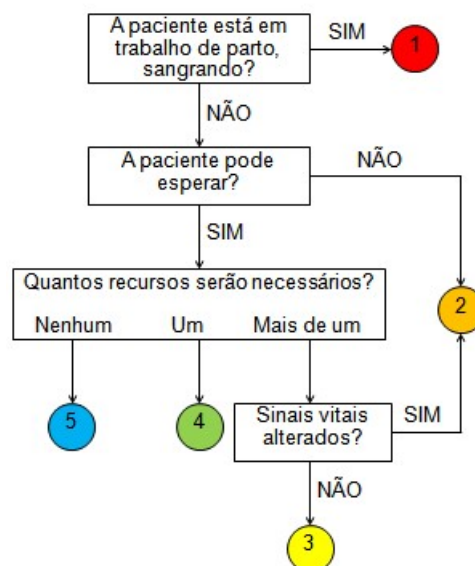 A paciente está em
trabalho de parto,
sangrando?
SIM
1
NÃO
A paciente pode
esperar?
NÃO
SIM
Quantos recursos serão necessários?
Nenhum Um Mais de um
2
5
4
Sinais vitais
alterados?
SIM
NÃO
3